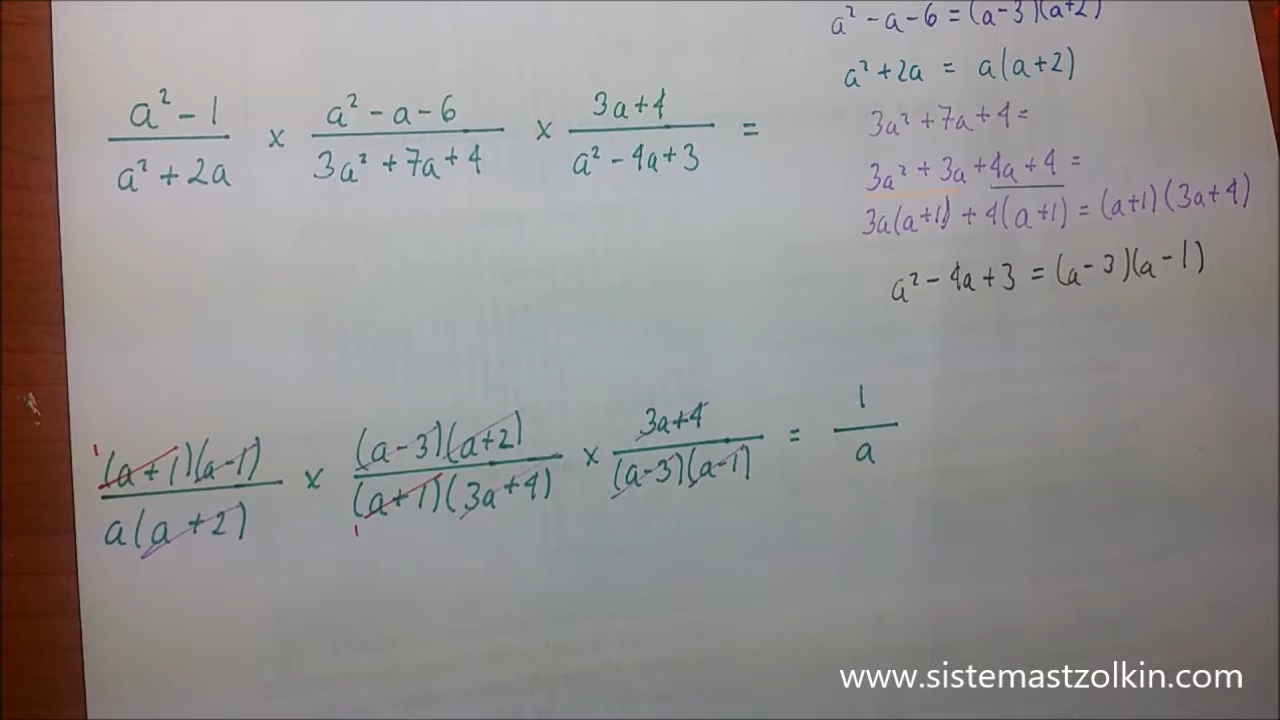 a² - a - 6 = (a-3)(a+2)
a² + 2a = a(a+2)
3a² + 7a + 4 =
3a² + 3a + 4a + 4 =
3a(a+1) + 4(a+1) = (a+1)(3a+4)
a² - 4a + 3 = (a-3)(a-1)
a² - 1 / a² + 2a x a² - a - 6 / 3a² + 7a + 4 x 3a + 4 / a² - 4a + 3 =
1 (a+1)(a-1) / a(a+2) x (a-3)(a+2) / (a+1)(3a+4) 1 x 3a+4 / (a-3)(a-1) = 1 / a
www.sistemastzolkin.com